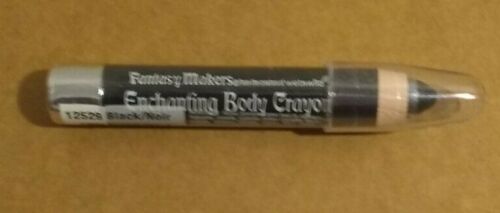 Fantasy Makers
Enchanting Body Crayon
12529 Black/Noir